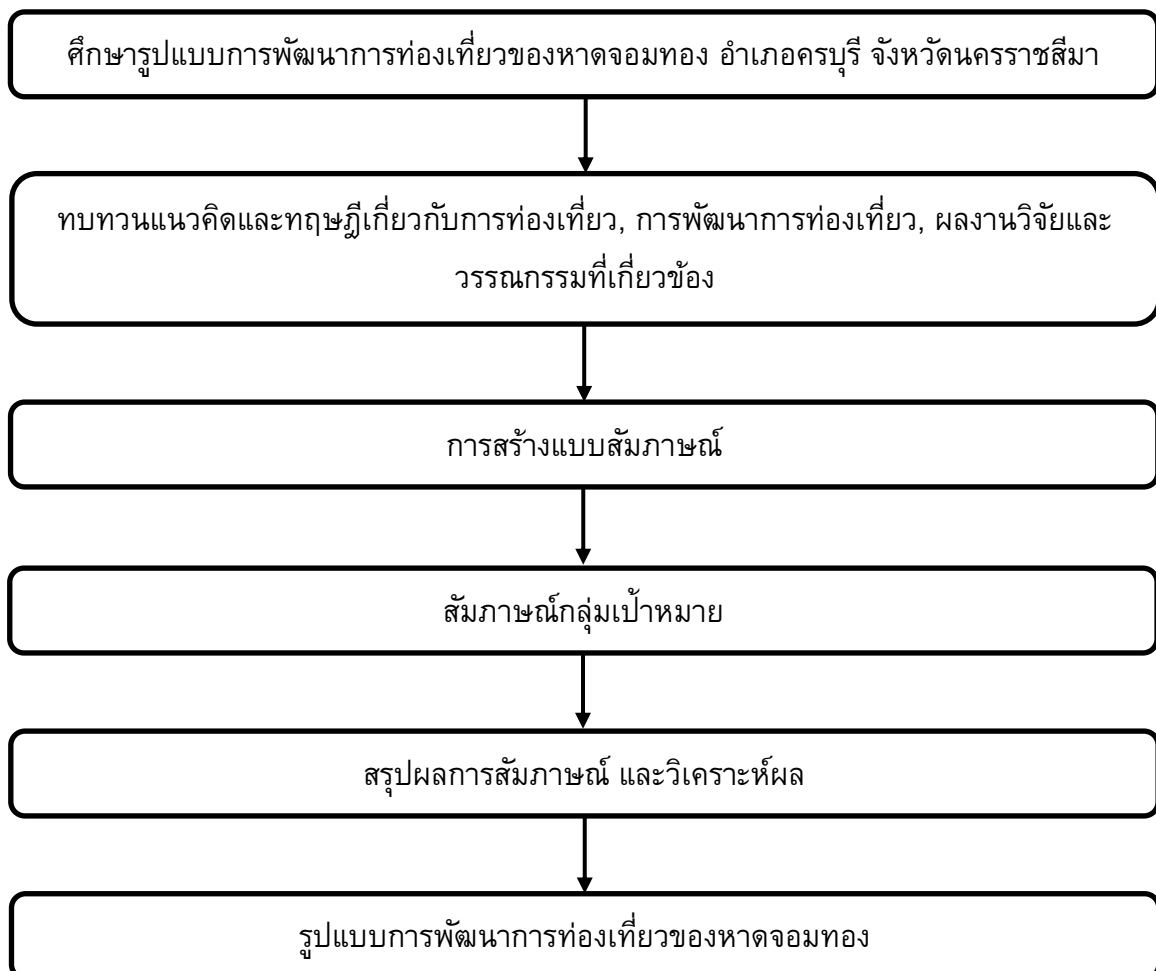 ศึกษารูปแบบการพัฒนาการท่องเที่ยวของหาดจอมทอง อำเภอครบุรี จังหวัดนครราชสีมา
ทบทวนแนวคิดและทฤษฎีเกี่ยวกับการท่องเที่ยว, การพัฒนาการท่องเที่ยว, ผลงานวิจัยและ
วรรณกรรมที่เกี่ยวข้อง
การสร้างแบบสัมภาษณ์
สัมภาษณ์กลุ่มเป้าหมาย
สรุปผลการสัมภาษณ์ และวิเคราะห์ผล
รูปแบบการพัฒนาการท่องเที่ยวของหาดจอมทอง